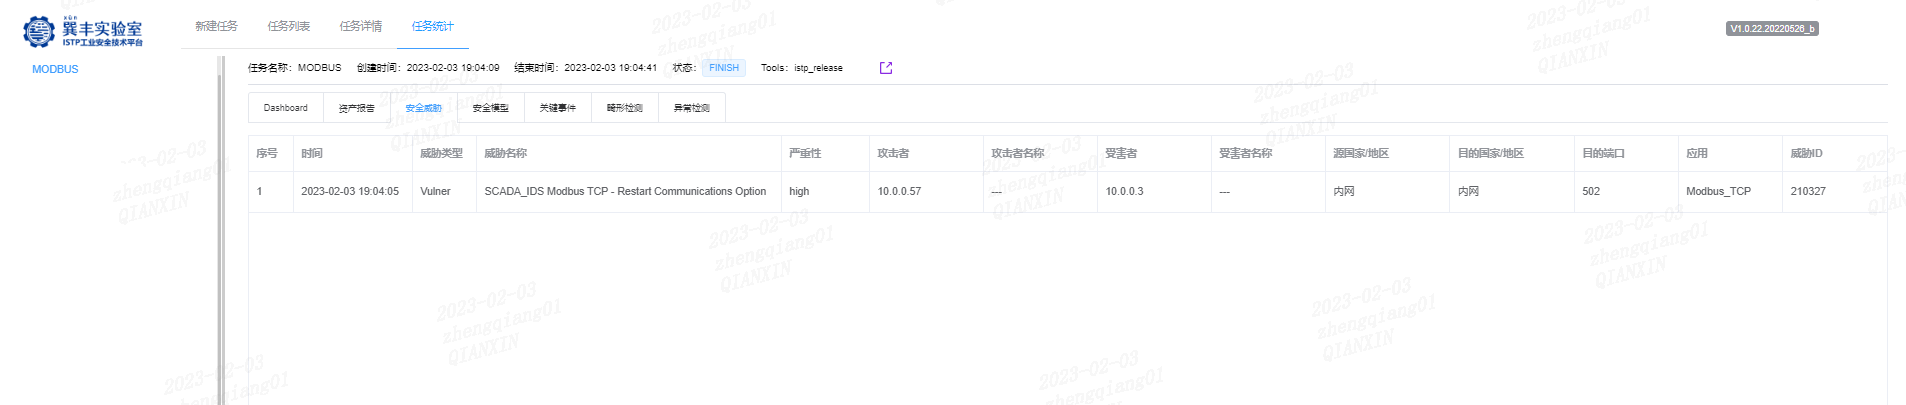 xùn
巽丰实验室
ISTP工业安全技术平台
新建任务 任务列表 任务详情 任务统计
V1.0.22.20220526_b
MODBUS
任务名称：MODBUS 创建时间：2023-02-03 19:04:09 结束时间：2023-02-03 19:04:41 状态： FINISH Tools：istp_release
Dashboard 资产报告 安全威胁 安全模型 关键事件 畸形检测 异常检测
序号 时间 威胁类型 威胁名称 严重性 攻击者 攻击者名称 受害者 受害者名称 源国家/地区 目的国家/地区 目的端口 应用 威胁ID
1 2023-02-03 19:04:05 Vulner SCADA_IDS Modbus TCP - Restart Communications Option high 10.0.0.57 --- 10.0.0.3 --- 内网 内网 502 Modbus_TCP 210327
2023-02-03
zhengqiang01
QIANXIN